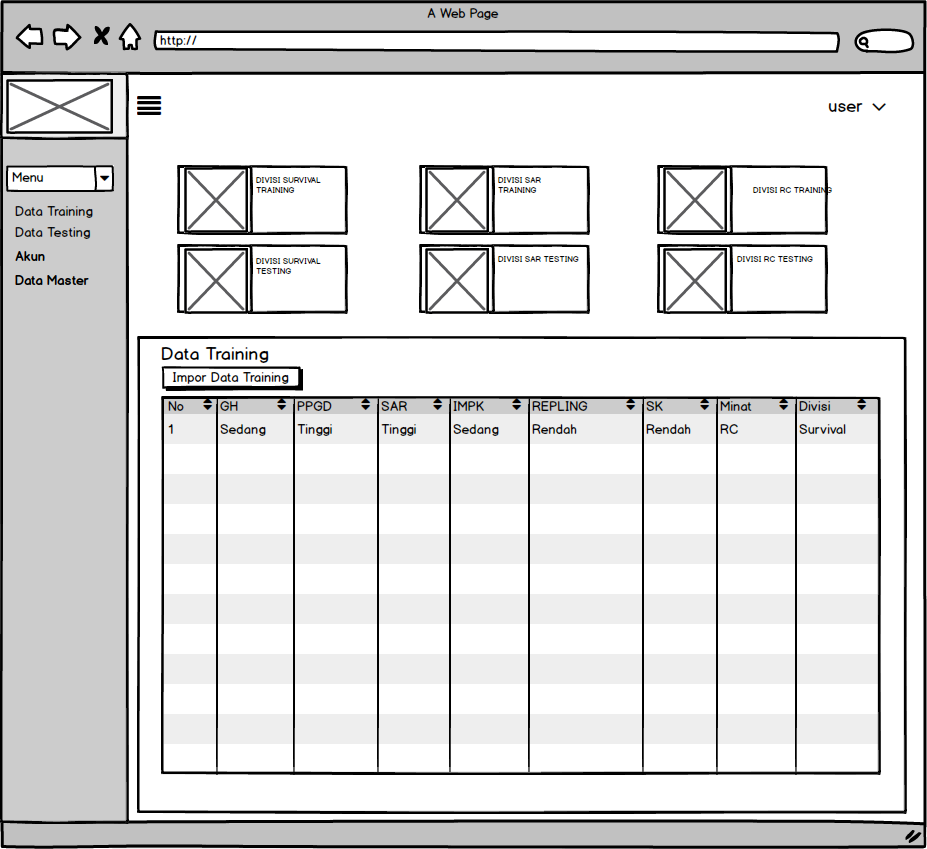 A Web Page
http://
user
Menu
Data Training
Data Testing
Akun
Data Master
DIVISI SURVIVAL
TRAINING
DIVISI SAR
TRAINING
DIVISI RC TRAINING
DIVISI SURVIVAL
TESTING
DIVISI SAR TESTING
DIVISI RC TESTING
Data Training
Impor Data Training
No GH PPGD SAR IMPK REPLING SK Minat Divisi
1 Sedang Tinggi Tinggi Sedang Rendah Rendah RC Survival